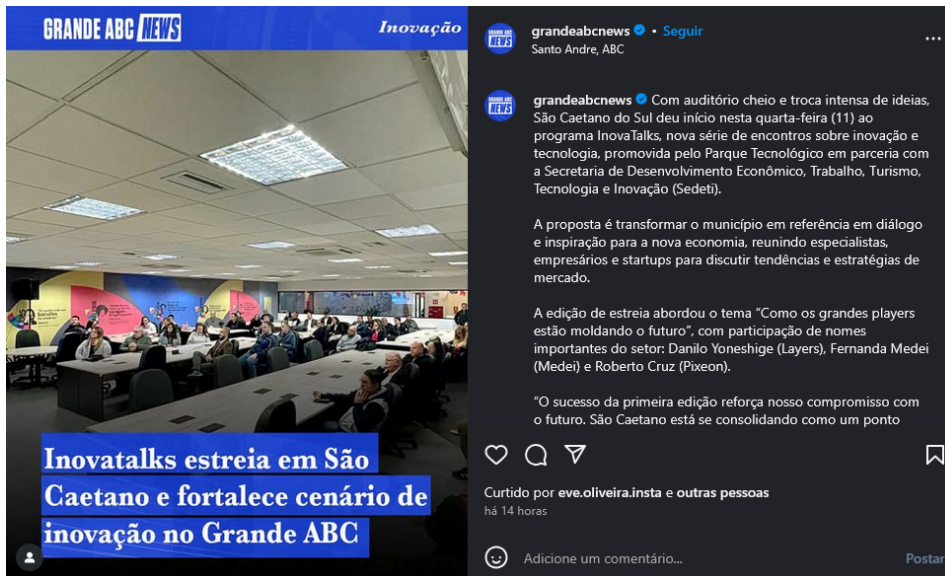 GRANDE ABC NEWS
Inovação
Inovatalks estreia em São
Caetano e fortalece cenário de
inovação no Grande ABC
grandeabcnews • Seguir
Santo Andre, ABC
grandeabcnews Com auditório cheio e troca intensa de ideias,
São Caetano do Sul deu início nesta quarta-feira (11) ao
programa InovaTalks, nova série de encontros sobre inovação e
tecnologia, promovida pelo Parque Tecnológico em parceria com
a Secretaria de Desenvolvimento Econômico, Trabalho, Turismo,
Tecnologia e Inovação (Sedeti).
A proposta é transformar o município em referência em diálogo
e inspiração para a nova economia, reunindo especialistas,
empresários e startups para discutir tendências e estratégias de
mercado.
A edição de estreia abordou o tema “Como os grandes players
estão moldando o futuro”, com participação de nomes
importantes do setor: Danilo Yoneshige (Layers), Fernanda Medei
(Medei) e Roberto Cruz (Pixeon).
“O sucesso da primeira edição reforça nosso compromisso com
o futuro. São Caetano está se consolidando como um ponto
Curtido por eve.oliveira.insta e outras pessoas
há 14 horas
Adicione um comentário...
Postar